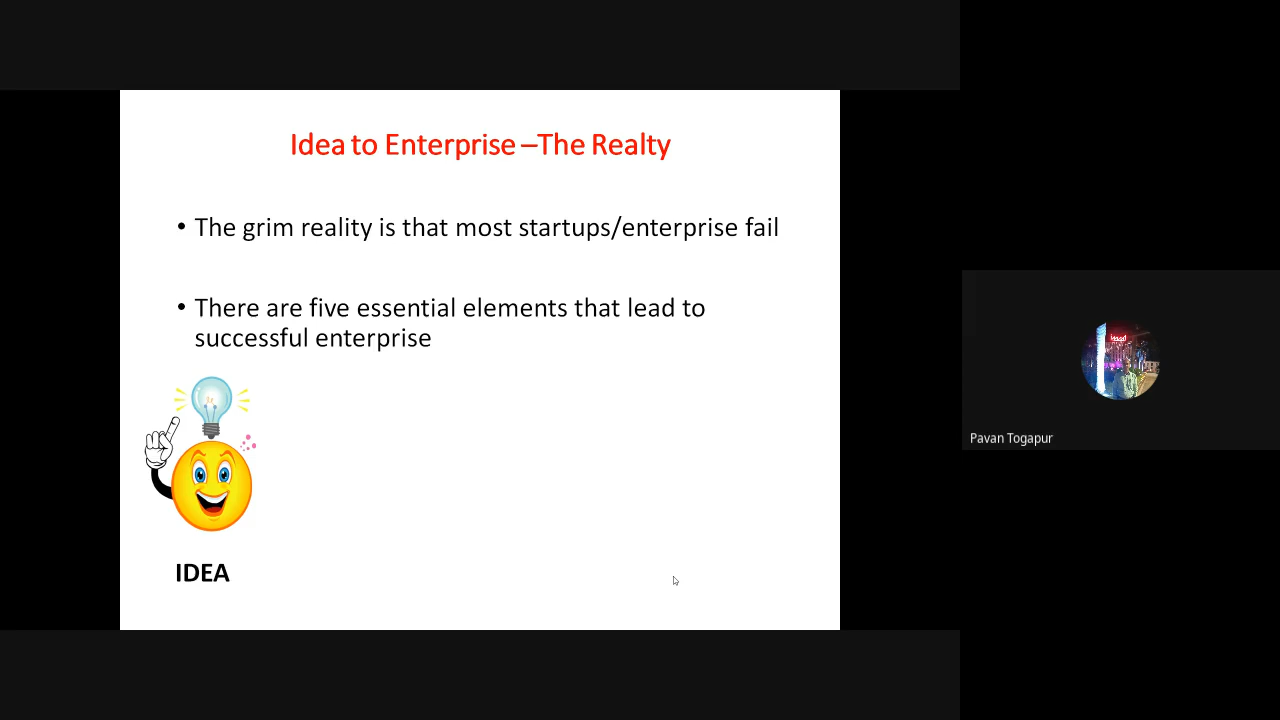 Idea to Enterprise –The Realty
• The grim reality is that most startups/enterprise fail
• There are five essential elements that lead to
successful enterprise
IDEA
Pavan Togapur